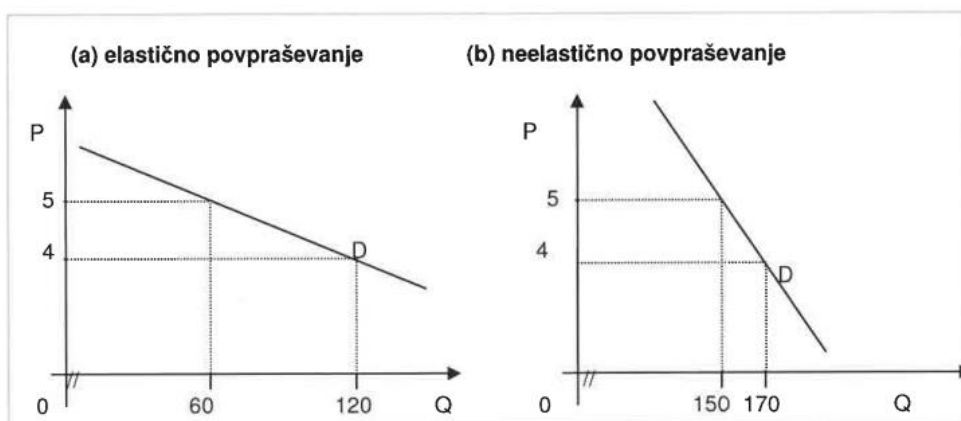 (a) elastično povpraševanje
P
5
4
D
0
60
120
Q
(b) neelastično povpraševanje
P
5
4
D
0
150
170
Q